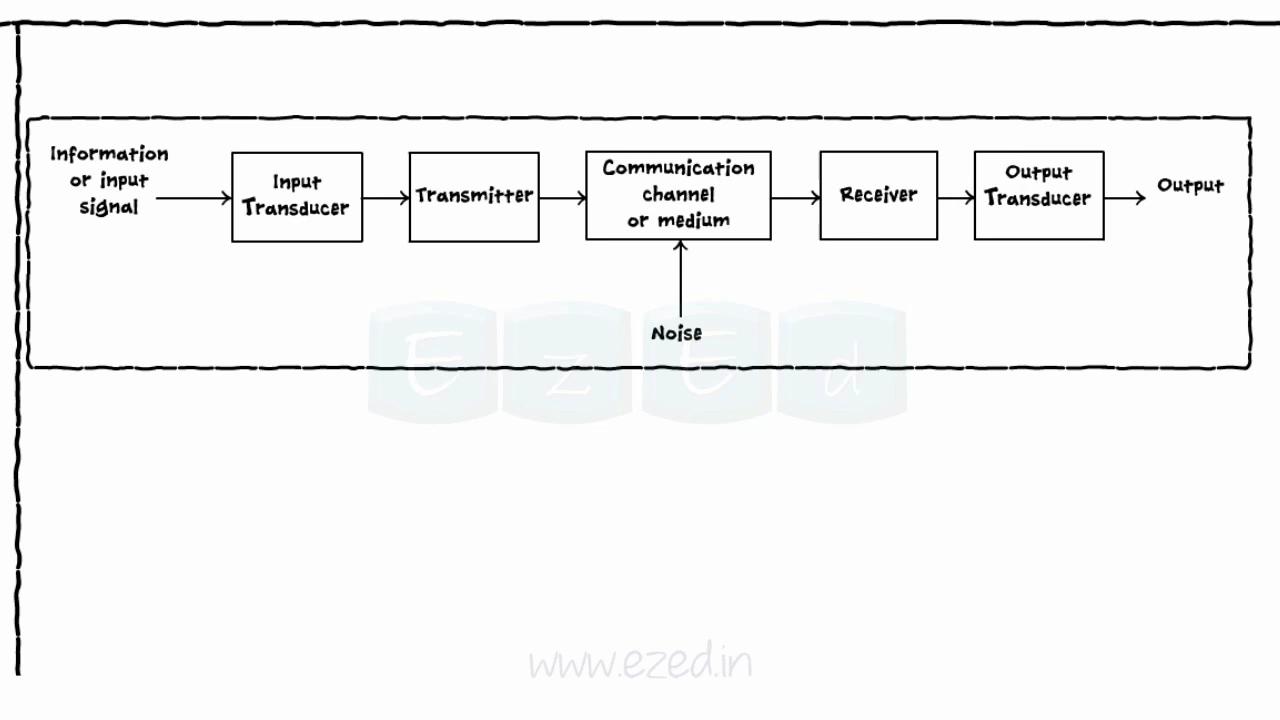 Information
or input
signal
Input
Transducer
Transmitter
Communication
channel
or medium
Receiver
Output
Transducer
Output
Noise
EzEd
www.ezed.in